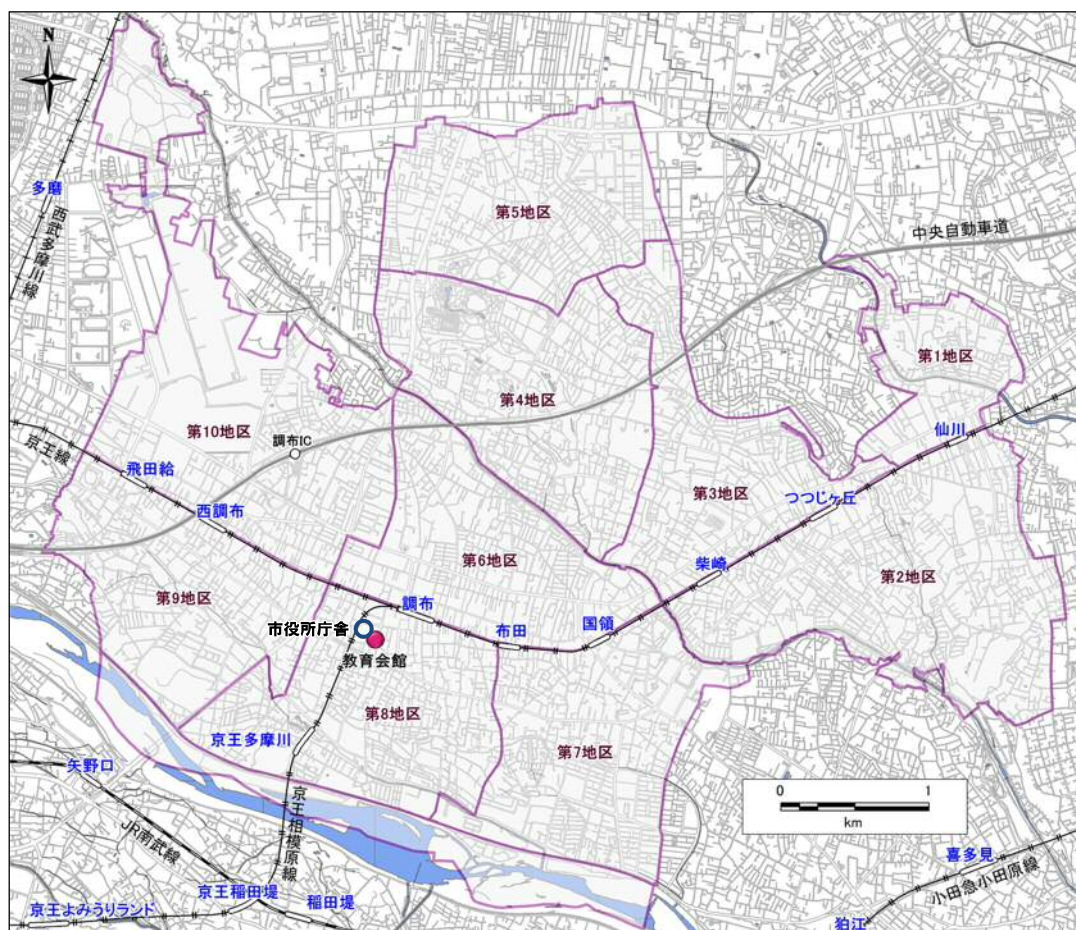 N
多磨
西武多摩川線
第5地区
中央自動車道
第1地区
第4地区
第10地区
調布IC
仙川
京王線
飛田給
第3地区
つつじヶ丘
西調布
第6地区
柴崎
第2地区
第9地区
調布
国領
市役所庁舎
布田
教育会館
第8地区
京王多摩川
第7地区
矢野口
京王相模原線
0 1
km
JR南武線
喜多見
小田急小田原線
京王稲田堤
京王よみうりランド
稲田堤
狛江